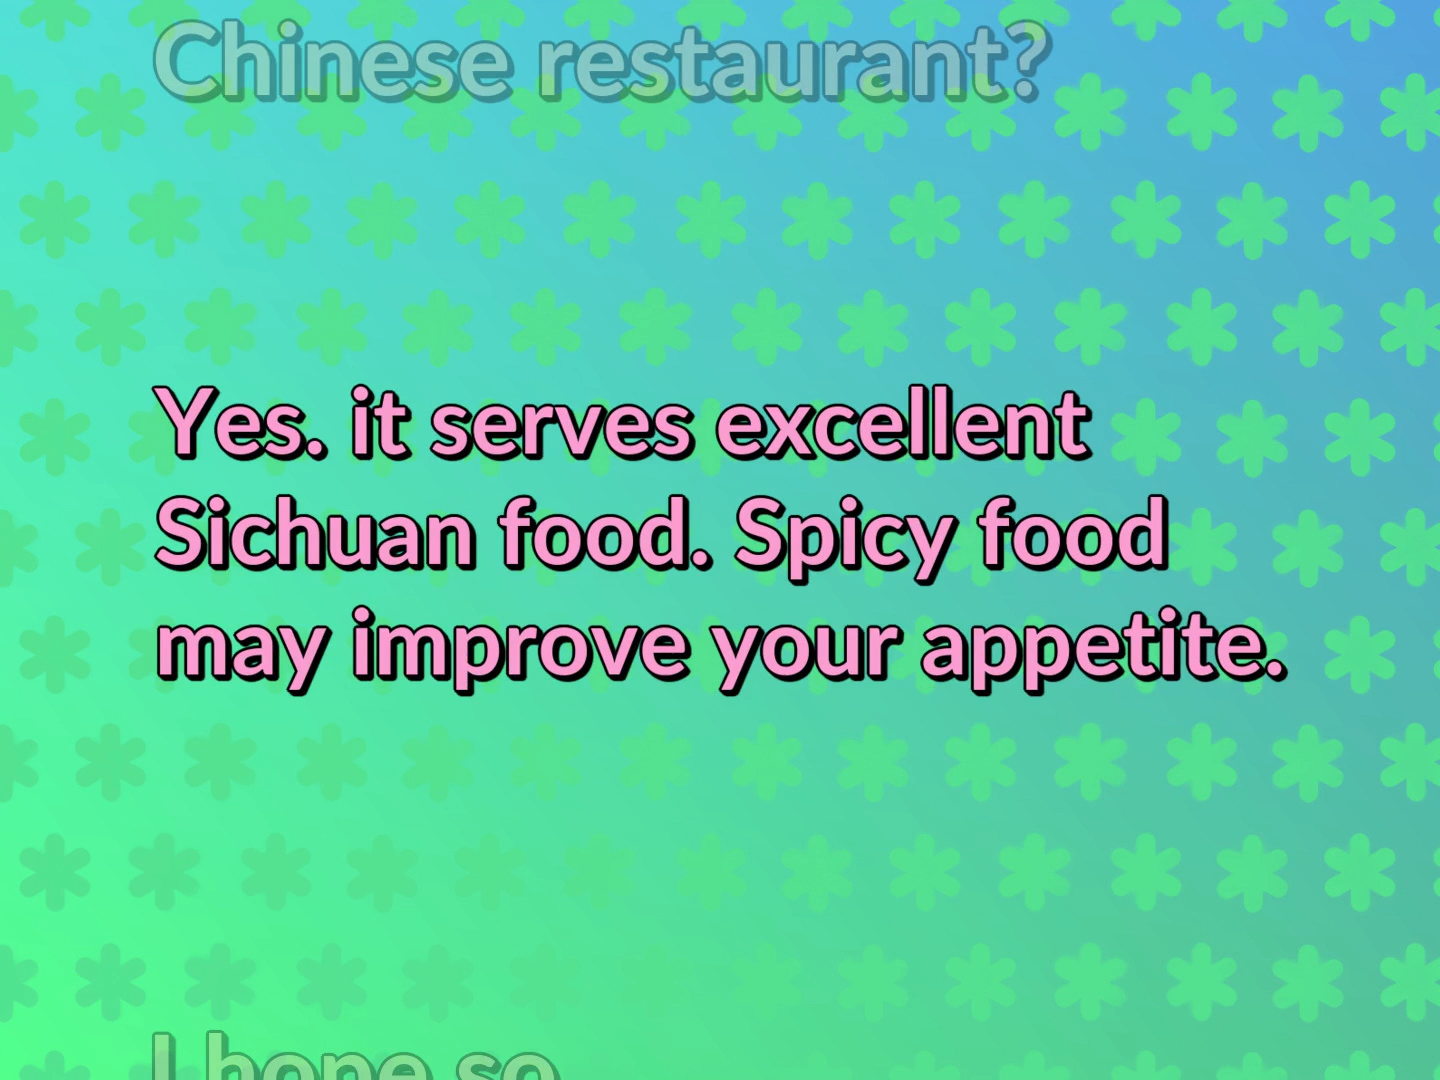 Chinese restaurant?
Yes. it serves excellent
Sichuan food. Spicy food
may improve your appetite.
I hope so